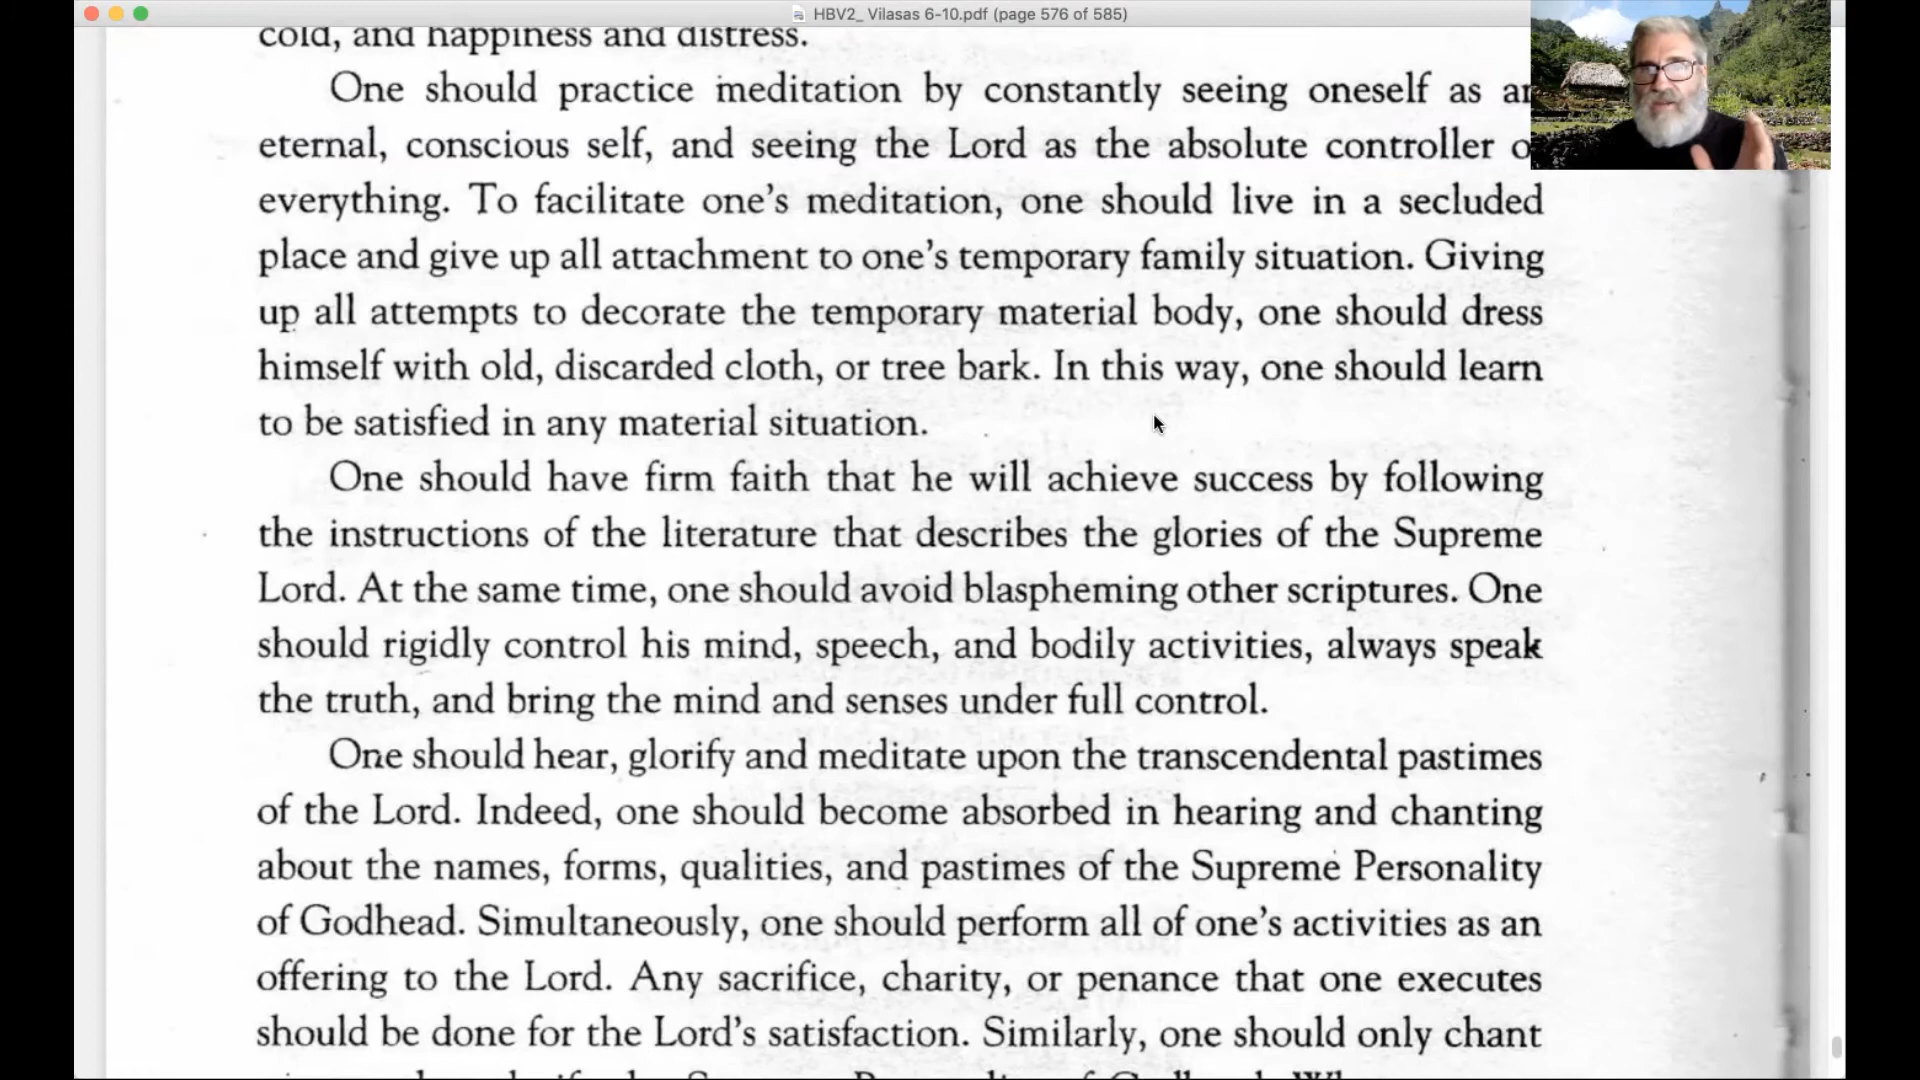 HBV2_ Vilasas 6-10.pdf (page 576 of 585)
cold, and happiness and distress.
One should practice meditation by constantly seeing oneself as an
eternal, conscious self, and seeing the Lord as the absolute controller o
everything. To facilitate one's meditation, one should live in a secluded
place and give up all attachment to one's temporary family situation. Giving
up all attempts to decorate the temporary material body, one should dress
himself with old, discarded cloth, or tree bark. In this way, one should learn
to be satisfied in any material situation.
One should have firm faith that he will achieve success by following
the instructions of the literature that describes the glories of the Supreme
Lord. At the same time, one should avoid blaspheming other scriptures. One
should rigidly control his mind, speech, and bodily activities, always speak
the truth, and bring the mind and senses under full control.
One should hear, glorify and meditate upon the transcendental pastimes
of the Lord. Indeed, one should become absorbed in hearing and chanting
about the names, forms, qualities, and pastimes of the Supreme Personality
of Godhead. Simultaneously, one should perform all of one's activities as an
offering to the Lord. Any sacrifice, charity, or penance that one executes
should be done for the Lord's satisfaction. Similarly, one should only chant